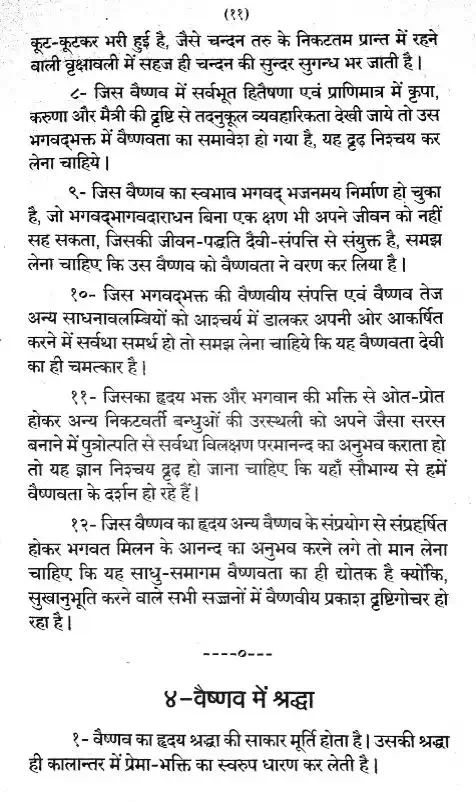 (११)
कूट-कूटकर भरी हुई है, जैसे चन्दन तरु के निकटतम प्रान्त में रहने
वाली वृक्षावली में सहज ही चन्दन की सुन्दर सुगन्ध भर जाती है।
८- जिस वैष्णव में सर्वभूत हितैषणा एवं प्राणिमात्र में कृपा,
करुणा और मैत्री की दृष्टि से तदनुकूल व्यवहारिकता देखी जाये तो उस
भगवद्भक्त में वैष्णवता का समावेश हो गया है, यह दृढ़ निश्चय कर
लेना चाहिये।
९- जिस वैष्णव का स्वभाव भगवद् भजनमय निर्माण हो चुका
है, जो भगवद्भागवदाराधन बिना एक क्षण भी अपने जीवन को नहीं
सह सकता, जिसकी जीवन-पद्धति दैवी-संपत्ति से संयुक्त है, समझ
लेना चाहिए कि उस वैष्णव को वैष्णवता ने वरण कर लिया है।
१०- जिस भगवद्भक्त की वैष्णवीय संपत्ति एवं वैष्णव तेज
अन्य साधनावलम्बियों को आश्चर्य में डालकर अपनी ओर आकर्षित
करने में सर्वथा समर्थ हो तो समझ लेना चाहिये कि यह वैष्णवता देवी
का ही चमत्कार है।
११- जिसका हृदय भक्त और भगवान की भक्ति से ओत-प्रोत
होकर अन्य निकटवर्ती बन्धुओं की उरस्थली को अपने जैसा सरस
बनाने में पुत्रोत्पति से सर्वथा विलक्षण परमानन्द का अनुभव कराता हो
तो यह ज्ञान निश्चय दृढ़ हो जाना चाहिए कि यहाँ सौभाग्य से हमें
वैष्णवता के दर्शन हो रहे हैं।
१२- जिस वैष्णव का हृदय अन्य वैष्णव के संप्रयोग से संप्रहर्षित
होकर भगवत मिलन के आनन्द का अनुभव करने लगे तो मान लेना
चाहिए कि यह साधु-समागम वैष्णवता का ही द्योतक है क्योंकि,
सुखानुभूति करने वाले सभी सज्जनों में वैष्णवीय प्रकाश दृष्टिगोचर हो
रहा है।
----०---
४-वैष्णव में श्रद्धा
१- वैष्णव का हृदय श्रद्धा की साकार मूर्ति होता है। उसकी श्रद्धा
ही कालान्तर में प्रेमा-भक्ति का स्वरुप धारण कर लेती है।